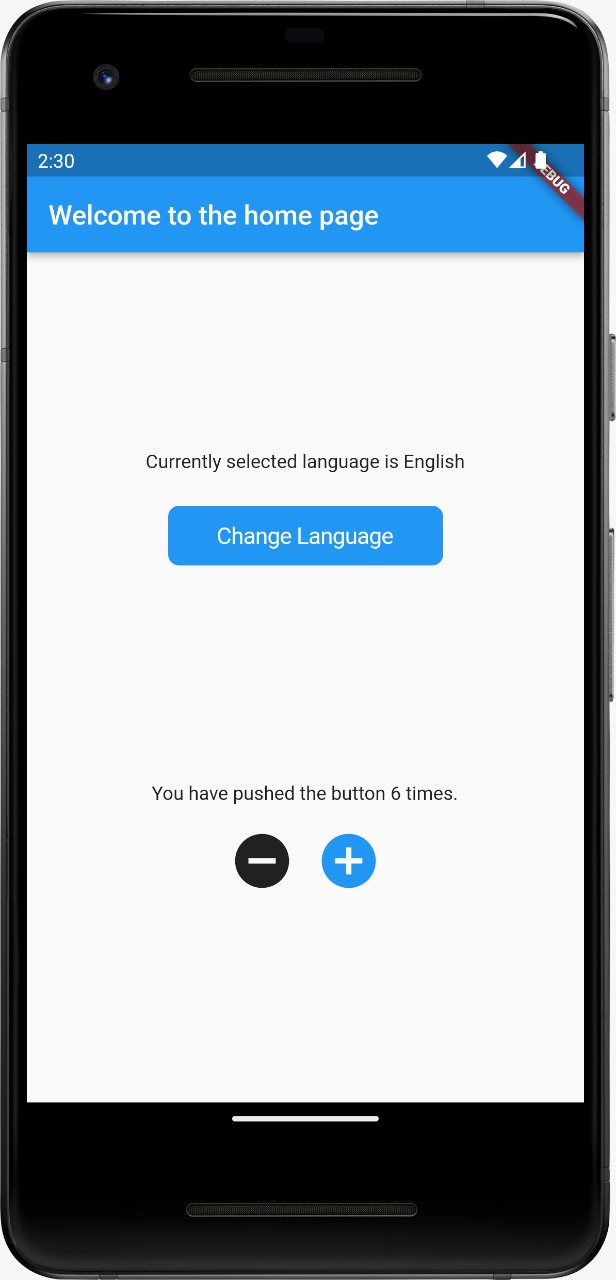 2:30
DEBUG
Welcome to the home page
Currently selected language is English
Change Language
You have pushed the button 6 times.